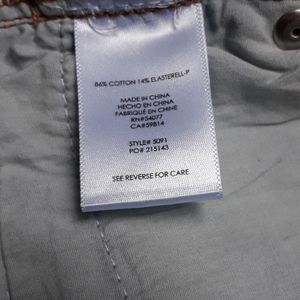 86% COTTON 14% ELASTERELL-P
MADE IN CHINA
HECHO EN CHINA
FABRIQUÉ EN CHINE
RN#54077
CA#59814
STYLE# 5091
PO# 215143
SEE REVERSE FOR CARE